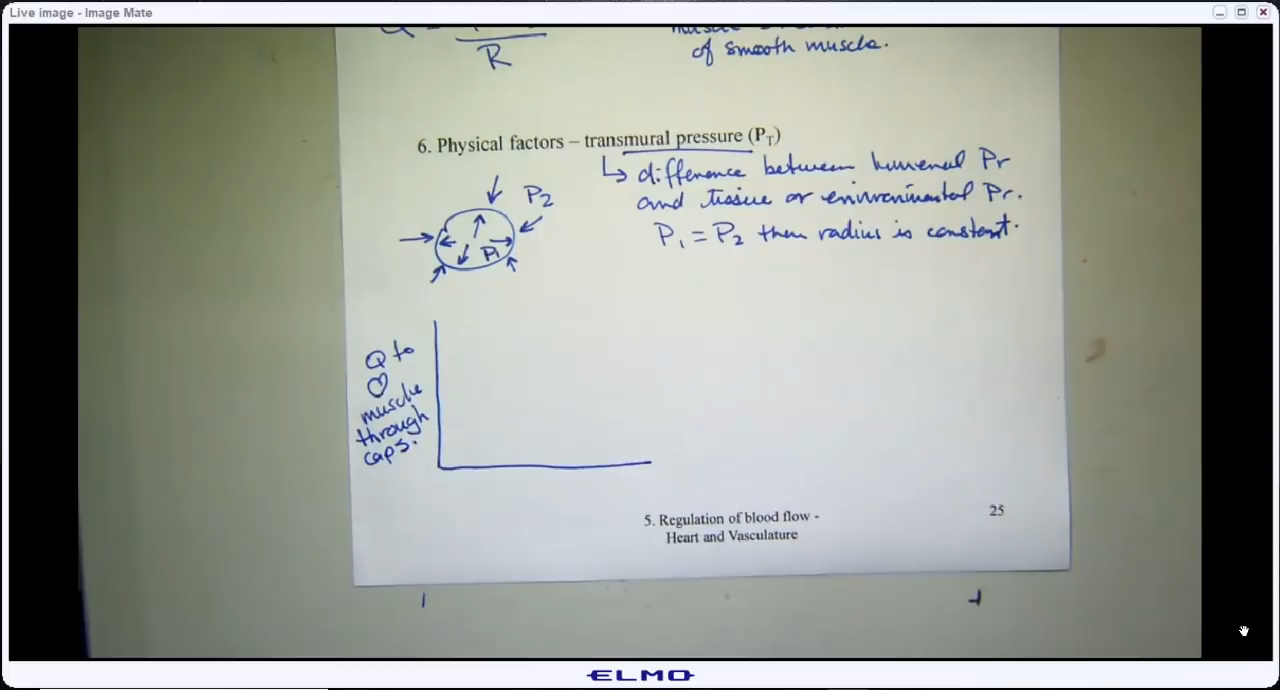 Live image - Image Mate
R
of smooth muscle.
6. Physical factors – transmural pressure (PT)
↳ difference between lumenal Pr
and tissue or environmental Pr.
P1 = P2 then radius is constant.
P2
P1
Q to
♡
muscle
through
caps.
5. Regulation of blood flow -
Heart and Vasculature
25
ELMO